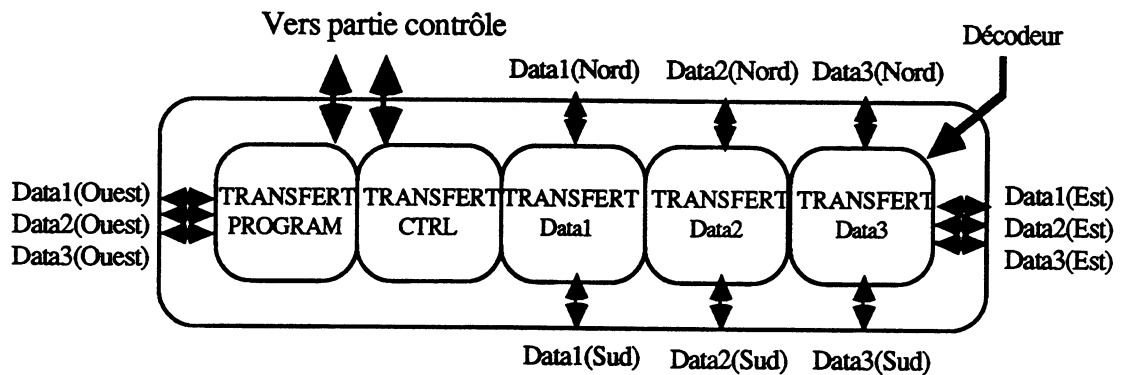 Vers partie contrôle
Décodeur
Data1(Nord) Data2(Nord) Data3(Nord)
Data1(Ouest)
Data2(Ouest)
Data3(Ouest)
TRANSFERT
PROGRAM
TRANSFERT
CTRL
TRANSFERT
Data1
TRANSFERT
Data2
TRANSFERT
Data3
Data1(Est)
Data2(Est)
Data3(Est)
Data1(Sud) Data2(Sud) Data3(Sud)